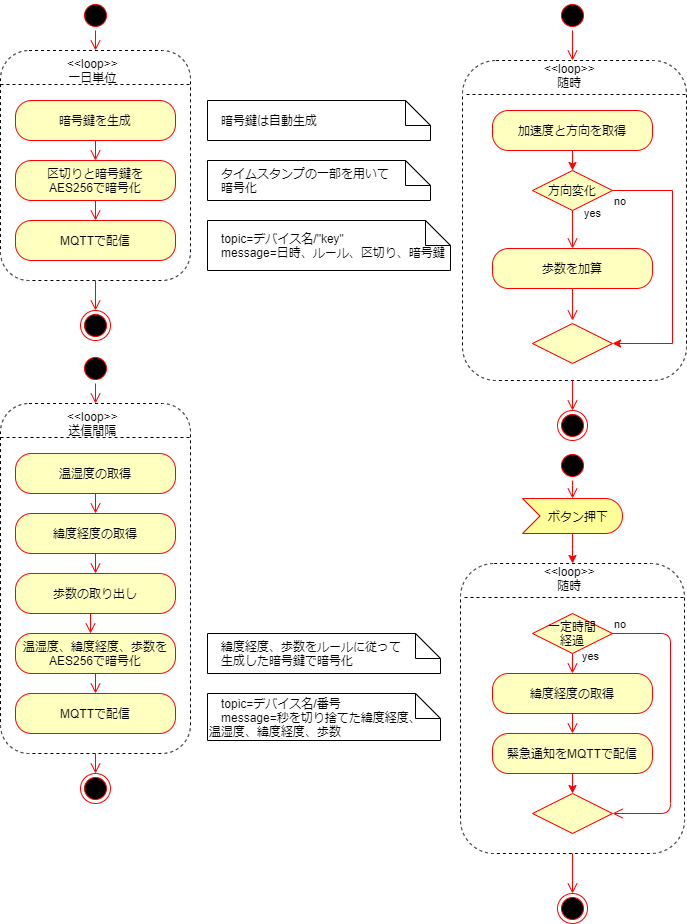 <<loop>>
一日単位
暗号鍵を生成
暗号鍵は自動生成
区切りと暗号鍵を
AES256で暗号化
タイムスタンプの一部を用いて
暗号化
MQTTで配信
topic=デバイス名/"key"
message=日時、ルール、区切り、暗号鍵
<<loop>>
送信間隔
温湿度の取得
緯度経度の取得
歩数の取り出し
温湿度、緯度経度、歩数を
AES256で暗号化
緯度経度、歩数をルールに従って
生成した暗号鍵で暗号化
MQTTで配信
topic=デバイス名/番号
message=秒を切り捨てた緯度経度、
温湿度、緯度経度、歩数
<<loop>>
随時
加速度と方向を取得
方向変化
no
yes
歩数を加算
ボタン押下
<<loop>>
随時
一定時間
経過
no
yes
緯度経度の取得
緊急通知をMQTTで配信